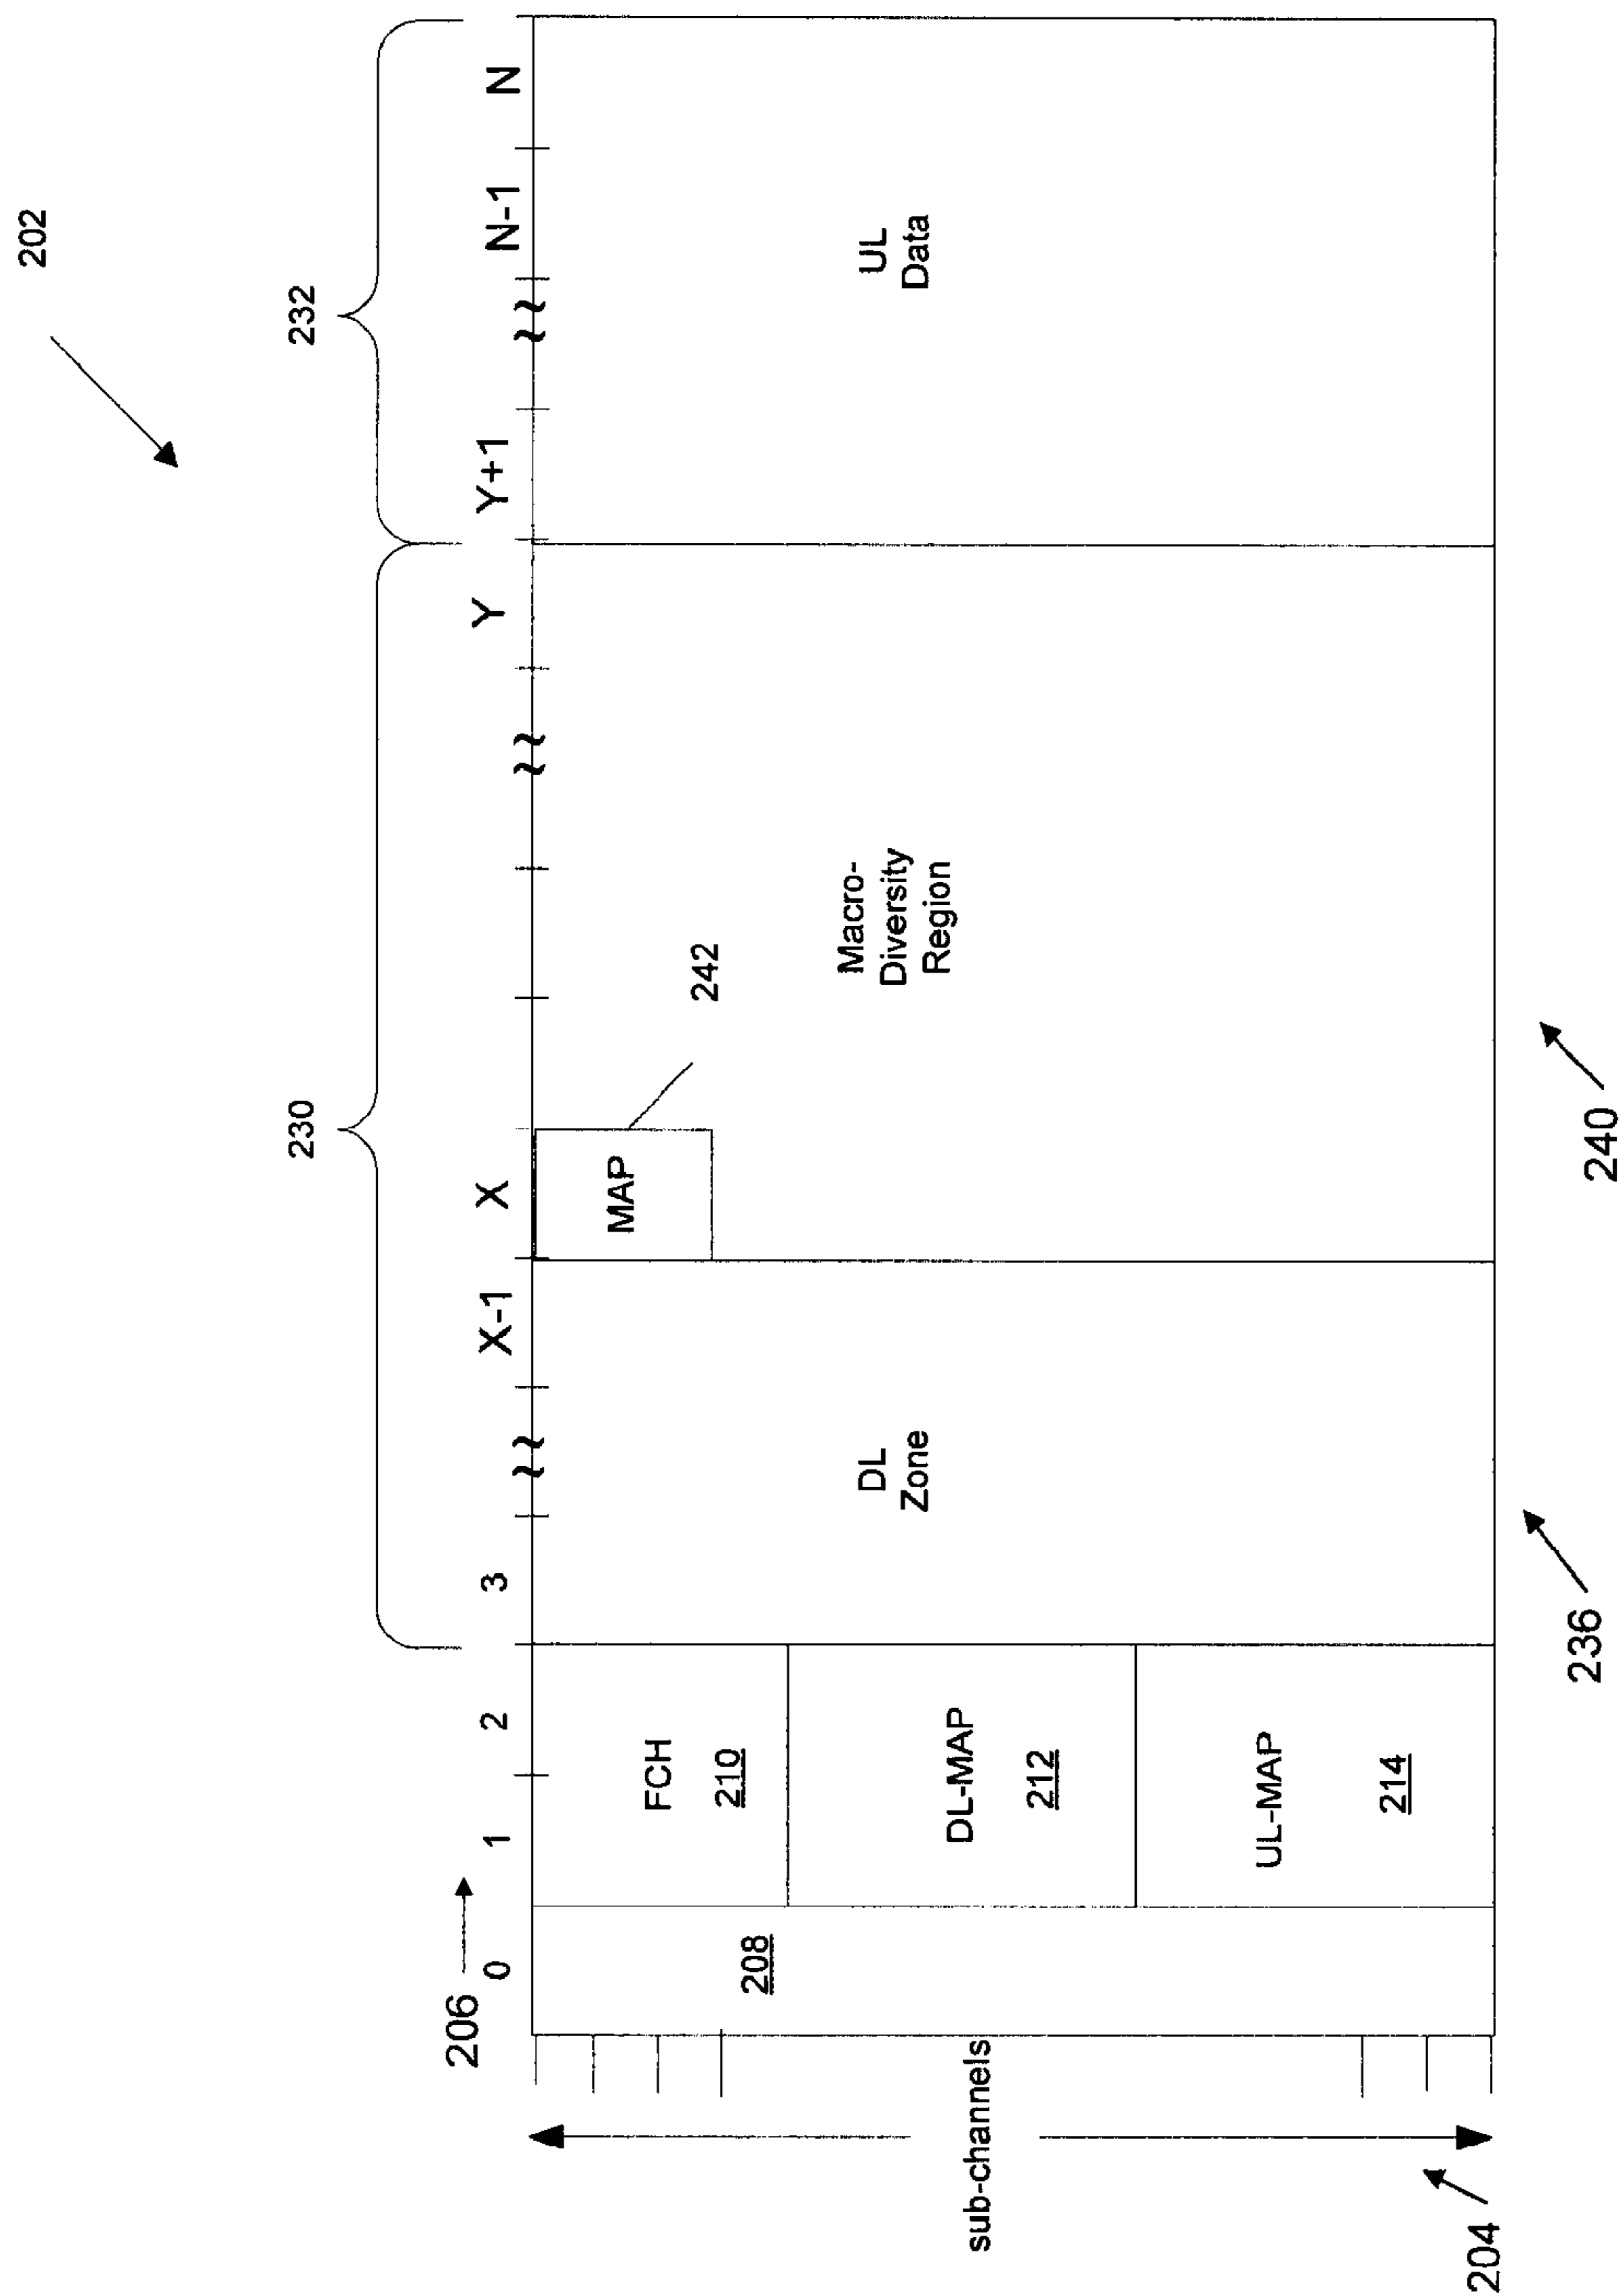 202
230
232
206
0
1
2
3
X-1
X
Y
Y+1
N-1
N
208
FCH
210
DL-MAP
212
UL-MAP
214
DL
Zone
MAP
242
Macro-
Diversity
Region
UL
Data
sub-channels
204
236
240